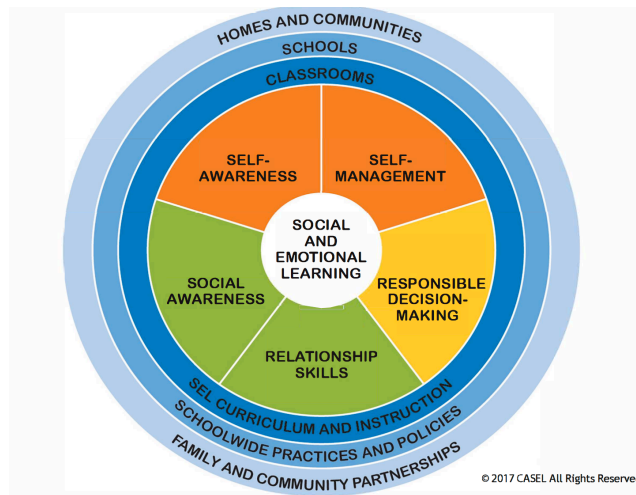 HOMES AND COMMUNITIES
SCHOOLS
CLASSROOMS
SELF-
AWARENESS
SELF-
MANAGEMENT
SOCIAL
AND
EMOTIONAL
LEARNING
SOCIAL
AWARENESS
RESPONSIBLE
DECISION-
MAKING
RELATIONSHIP
SKILLS
SEL CURRICULUM AND INSTRUCTION
SCHOOLWIDE PRACTICES AND POLICIES
FAMILY AND COMMUNITY PARTNERSHIPS
© 2017 CASEL All Rights Reserve